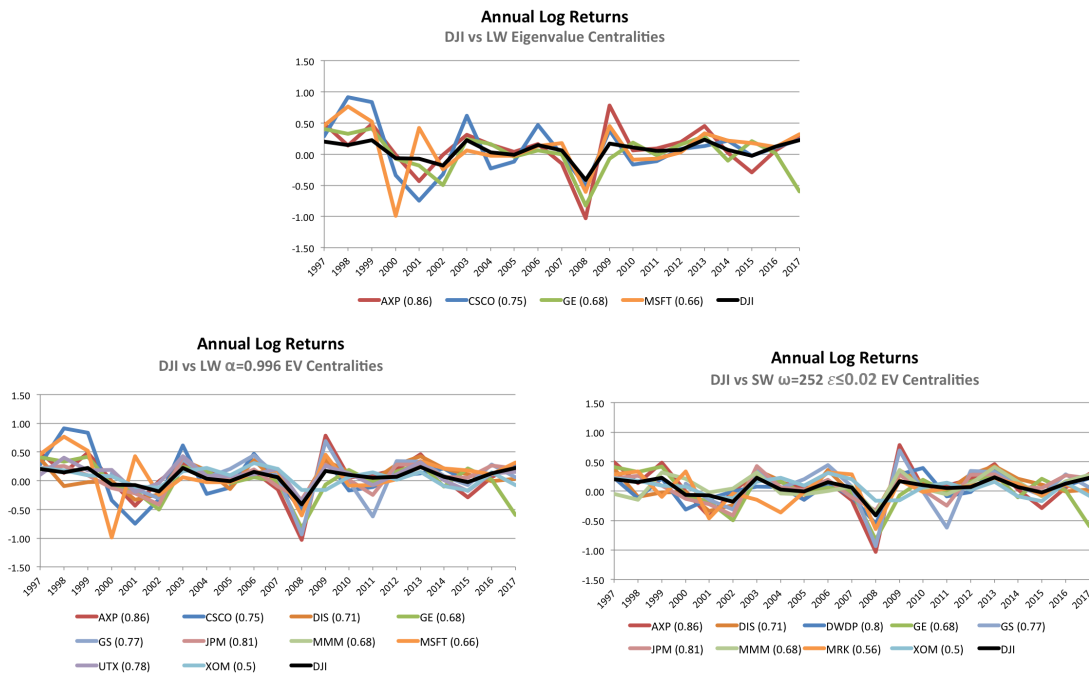 Annual Log Returns
DJI vs LW Eigenvalue Centralities
1.50
1.00
0.50
0.00
-0.50
-1.00
-1.50
1997 1998 1999 2000 2001 2002 2003 2004 2005 2006 2007 2008 2009 2010 2011 2012 2013 2014 2015 2016 2017
AXP (0.86) CSCO (0.75) GE (0.68) MSFT (0.66) DJI
Annual Log Returns
DJI vs LW α=0.996 EV Centralities
1.50
1.00
0.50
0.00
-0.50
-1.00
-1.50
1997 1998 1999 2000 2001 2002 2003 2004 2005 2006 2007 2008 2009 2010 2011 2012 2013 2014 2015 2016 2017
AXP (0.86) CSCO (0.75) DIS (0.71) GE (0.68)
GS (0.77) JPM (0.81) MMM (0.68) MSFT (0.66)
UTX (0.78) XOM (0.5) DJI
Annual Log Returns
DJI vs SW ω=252 ε≤0.02 EV Centralities
1.50
1.00
0.50
0.00
-0.50
-1.00
-1.50
1997 1998 1999 2000 2001 2002 2003 2004 2005 2006 2007 2008 2009 2010 2011 2012 2013 2014 2015 2016 2017
AXP (0.86) DIS (0.71) DWDP (0.8) GE (0.68) GS (0.77)
JPM (0.81) MMM (0.68) MRK (0.56) XOM (0.5) DJI